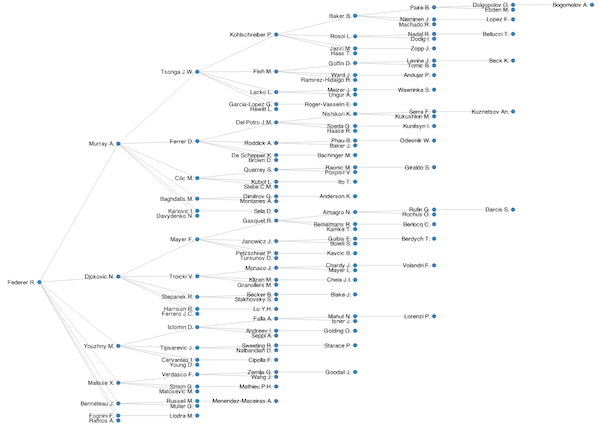 Paire B.
Dolgopolov O.
Bogomolov A.
Ebden M.
Baker B.
Nieminen J.
Lopez F.
Machado R.
Kohlschreiber P.
Rosol L.
Nadal R.
Bellucci T.
Dodig I.
Jaziri M.
Zopp J.
Haas T.
Goffin D.
Levine J.
Beck K.
Tomic B.
Tsonga J.W.
Fish M.
Ward J.
Andujar P.
Ramirez-Hidalgo R.
Lacko L.
Melzer J.
Wawrinka S.
Ungur A.
Garcia-Lopez G.
Roger-Vasselin E.
Hewitt L.
Nishikori K.
Serra F.
Kuznetsov An.
Kukushkin M.
Del Potro J.M.
Soeda G.
Kunitsyn I.
Haase R.
Murray A.
Ferrer D.
Roddick A.
Phau B.
Odesnik W.
Baker J.
De Schepper K.
Bachinger M.
Brown D.
Querrey S.
Raonic M.
Giraldo S.
Pospisil V.
Cilic M.
Kubot L.
Ito T.
Stebe C.M.
Baghdatis M.
Dimitrov G.
Anderson K.
Montanes A.
Karlovic I.
Sela D.
Davydenko N.
Gasquet R.
Almagro N.
Rufin G.
Darcis S.
Rochus O.
Bemelmans R.
Berlocq C.
Kamke T.
Mayer F.
Janowicz J.
Gulbis E.
Berdych T.
Bolelli S.
Petzschner P.
Kavcic B.
Tursunov D.
Djokovic N.
Troicki V.
Monaco J.
Chardy J.
Volandri F.
Mayer L.
Klizan M.
Chela J.I.
Granollers M.
Federer R.
Stepanek R.
Becker B.
Blake J.
Stakhovsky S.
Harrison R.
Lu Y.H.
Ferrero J.C.
Istomin D.
Falla A.
Mahut N.
Lorenzi P.
Isner J.
Andreev I.
Golding O.
Seppi A.
Youzhny M.
Tipsarevic J.
Sweeting R.
Starace P.
Nalbandian D.
Cervantes I.
Cipolla F.
Young D.
Verdasco F.
Zemlja G.
Goodall J.
Wang J.
Malisse X.
Simon G.
Mathieu P.H.
Matosevic M.
Benneteau J.
Russell M.
Menendez-Maceiras A.
Muller G.
Fognini F.
Llodra M.
Ramos A.